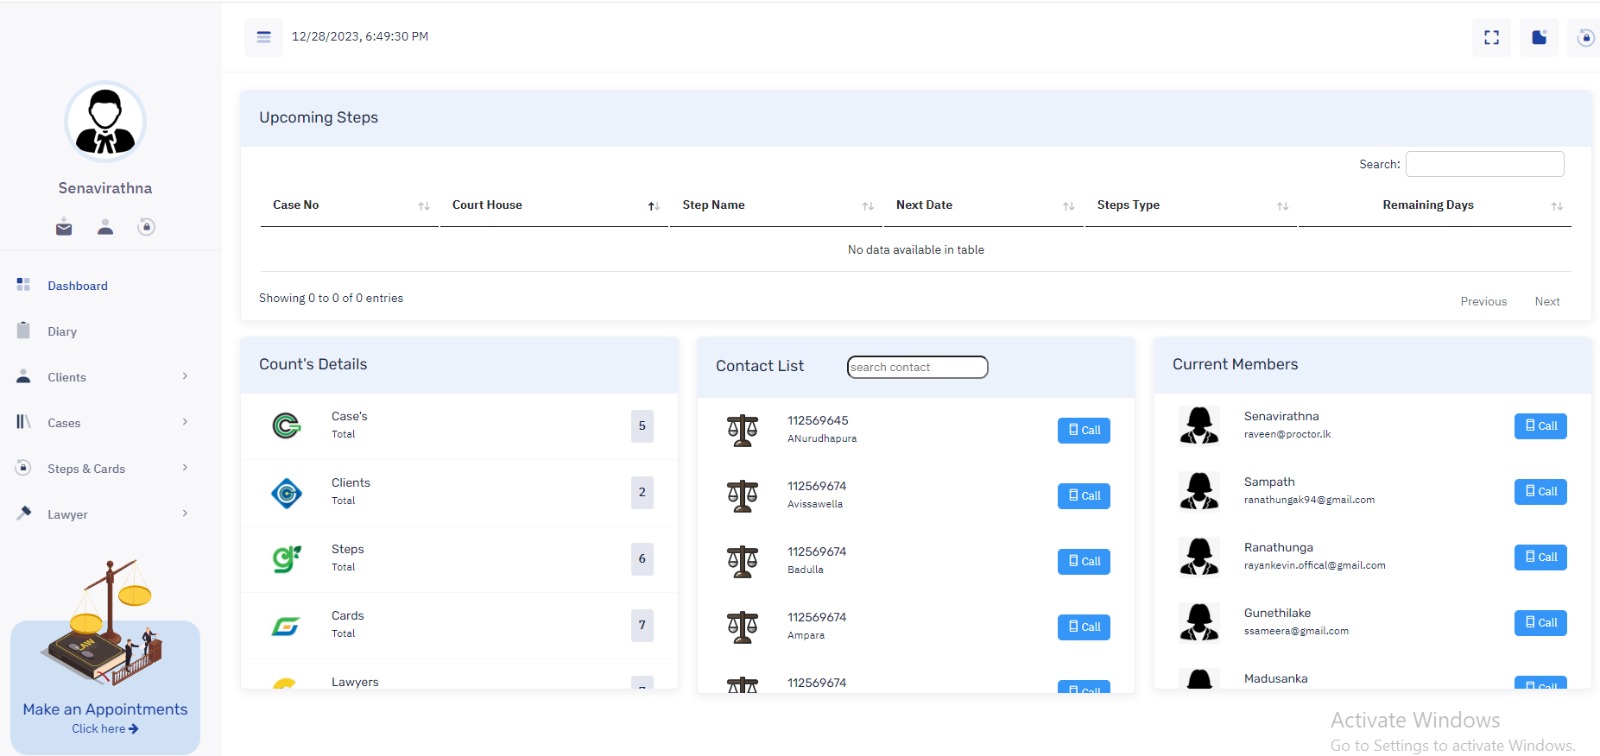 12/28/2023, 6:49:30 PM
Senavirathna
Dashboard
Diary
Clients
Cases
Steps & Cards
Lawyer
LAW
Make an Appointments
Click here
Upcoming Steps
Search:
Case No Court House Step Name Next Date Steps Type Remaining Days
No data available in table
Showing 0 to 0 of 0 entries
Previous Next
Count's Details
Case's
Total
5
Clients
Total
2
Steps
Total
6
Cards
Total
7
Lawyers
Contact List
search contact
112569645
ANurudhapura
Call
112569674
Avissawella
Call
112569674
Badulla
Call
112569674
Ampara
Call
112569674
Call
Current Members
Senavirathna
raveen@proctor.lk
Call
Sampath
ranathungak94@gmail.com
Call
Ranathunga
rayankevin.offical@gmail.com
Call
Gunethilake
ssameera@gmail.com
Call
Madusanka
Call
Activate Windows
Go to Settings to activate Windows.